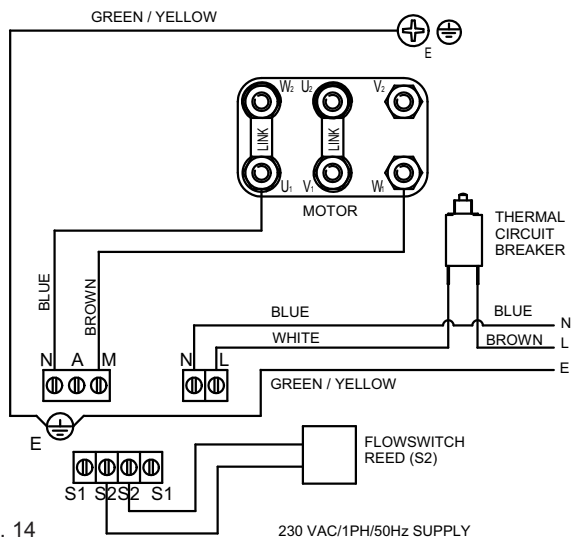 GREEN / YELLOW
E
W2 U2 V2
LINK LINK
U1 V1 W1
MOTOR
THERMAL
CIRCUIT
BREAKER
BLUE
BROWN
BLUE
BLUE
N
WHITE
BROWN
L
N A M
N L
E
GREEN / YELLOW
E
FLOWSWITCH
REED (S2)
S1 S2 S2 S1
. 14
230 VAC/1PH/50Hz SUPPLY